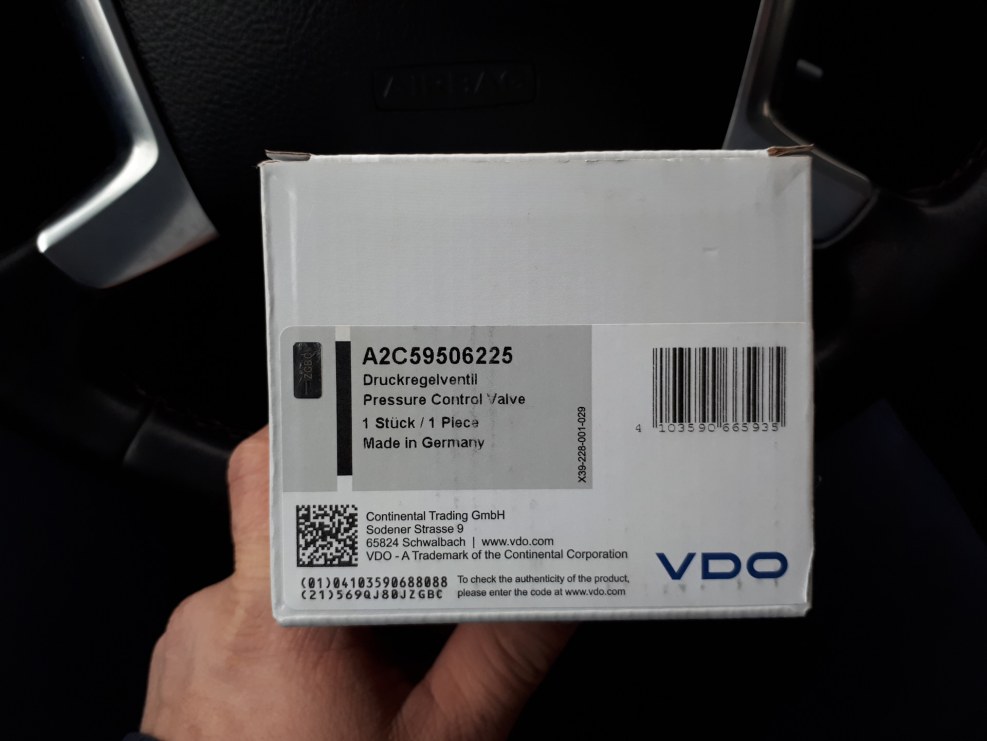 AIRBAG
A2C59506225
Druckregelventil
Pressure Control Valve
1 Stück / 1 Piece
Made in Germany
X39-228-001-029
4 103590 665935
Continental Trading GmbH
Sodener Strasse 9
65824 Schwalbach | www.vdo.com
VDO - A Trademark of the Continental Corporation
(01)04103590688088
(21)569QJ80JZGBC
To check the authenticity of the product,
please enter the code at www.vdo.com
VDO